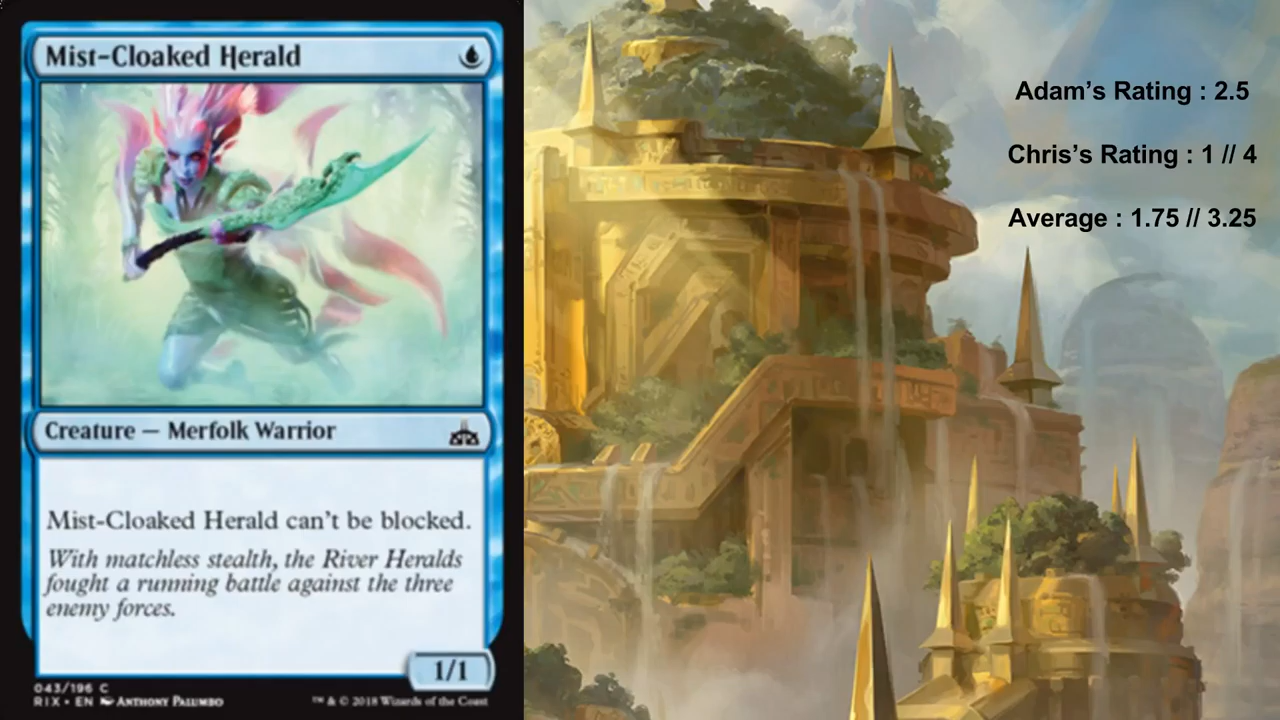 Mist-Cloaked Herald
Creature — Merfolk Warrior
Mist-Cloaked Herald can't be blocked.
With matchless stealth, the River Heralds
fought a running battle against the three
enemy forces.
1/1
043/196 C
RIX • EN Anthony Palumbo
™ & © 2018 Wizards of the Coast
Adam's Rating : 2.5
Chris's Rating : 1 // 4
Average : 1.75 // 3.25